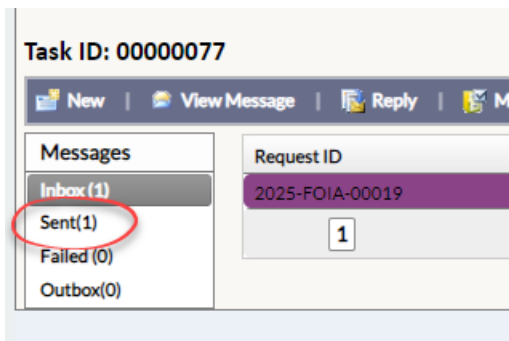 Task ID: 00000077
New | View Message | Reply | M
Messages
Request ID
Inbox (1)
2025-FOIA-00019
Sent(1)
1
Failed (0)
Outbox(0)